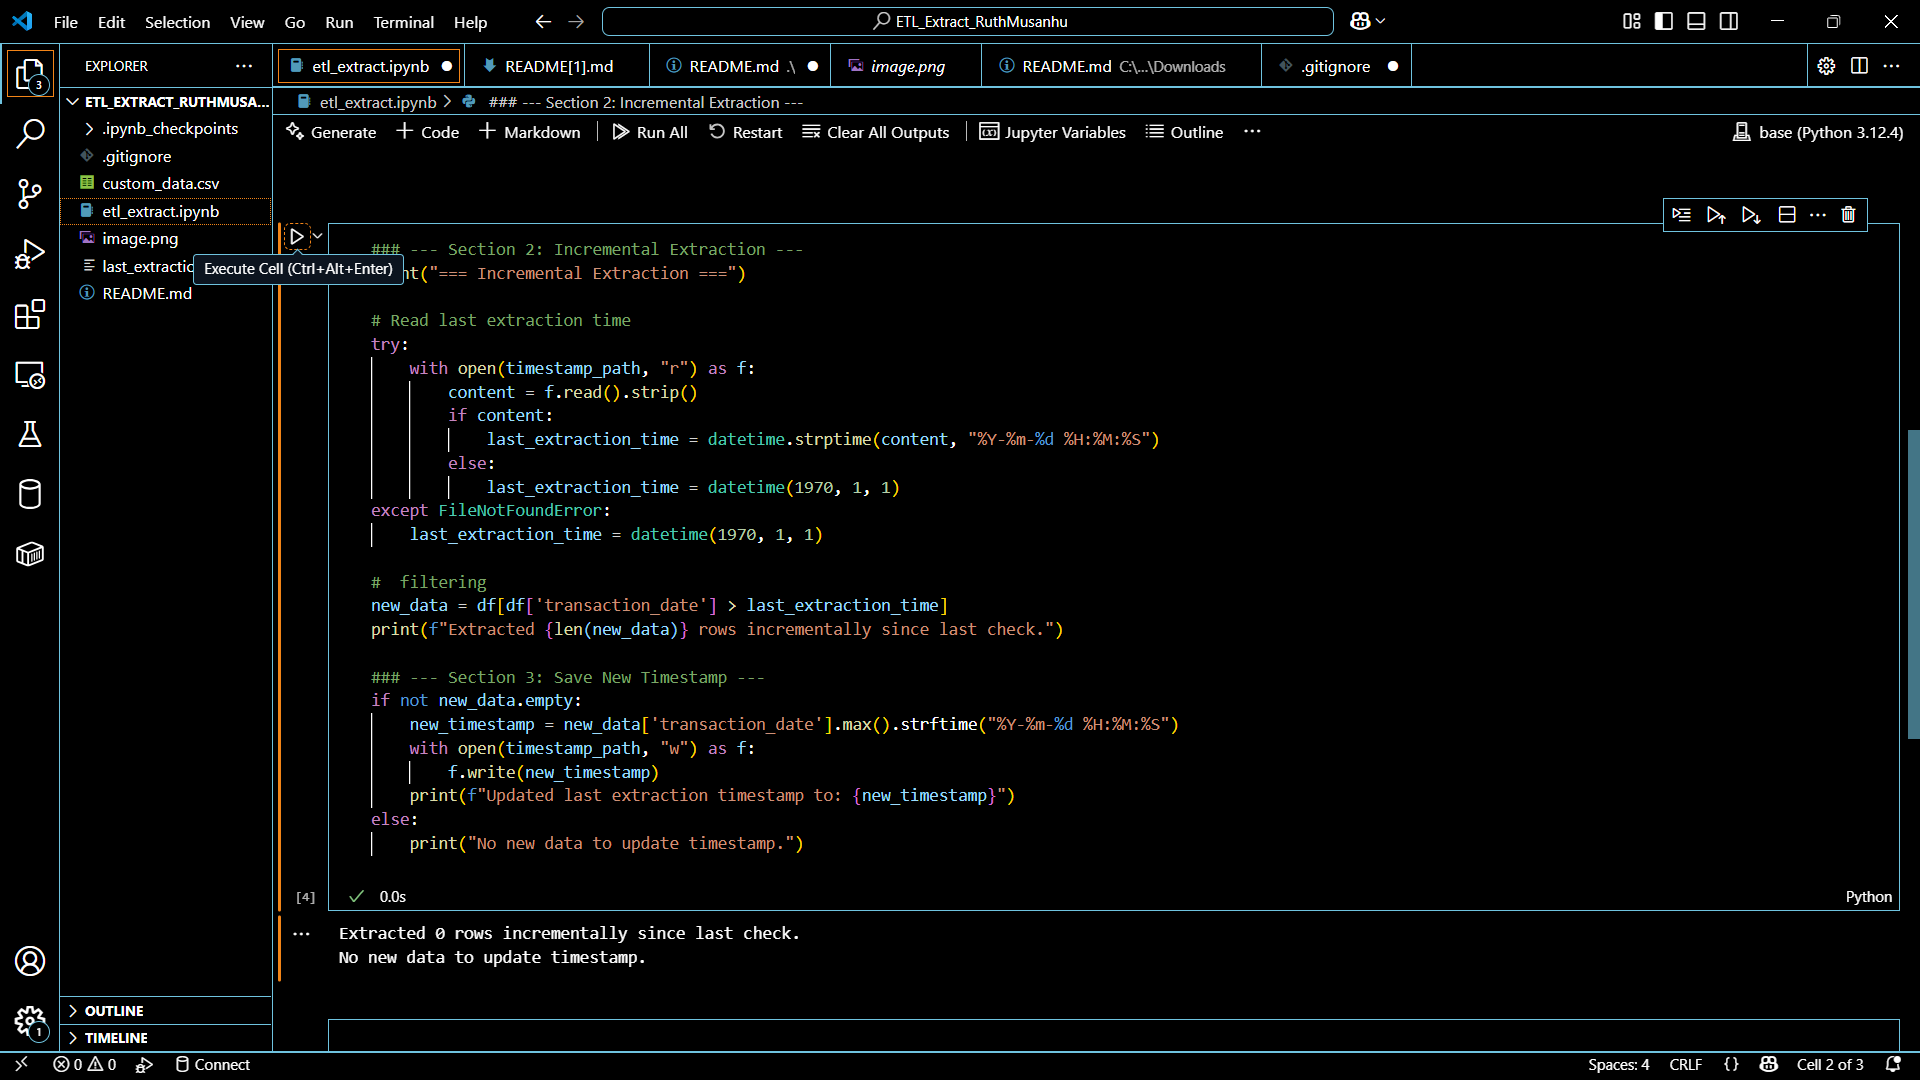 File Edit Selection View Go Run Terminal Help
ETL_Extract_RuthMusanhu
EXPLORER
etl_extract.ipynb
README[1].md
README.md .\
image.png
README.md C:\...\Downloads
.gitignore
3
ETL_EXTRACT_RUTHMUSA...
.ipynb_checkpoints
.gitignore
custom_data.csv
etl_extract.ipynb
image.png
last_extractic
README.md
Execute Cell (Ctrl+Alt+Enter)
etl_extract.ipynb > ### --- Section 2: Incremental Extraction ---
Generate + Code + Markdown Run All Restart Clear All Outputs Jupyter Variables Outline ... base (Python 3.12.4)
### --- Section 2: Incremental Extraction ---
nt("=== Incremental Extraction ===")
# Read last extraction time
try:
with open(timestamp_path, "r") as f:
content = f.read().strip()
if content:
last_extraction_time = datetime.strptime(content, "%Y-%m-%d %H:%M:%S")
else:
last_extraction_time = datetime(1970, 1, 1)
except FileNotFoundError:
last_extraction_time = datetime(1970, 1, 1)
#  filtering
new_data = df[df['transaction_date'] > last_extraction_time]
print(f"Extracted {len(new_data)} rows incrementally since last check.")
### --- Section 3: Save New Timestamp ---
if not new_data.empty:
new_timestamp = new_data['transaction_date'].max().strftime("%Y-%m-%d %H:%M:%S")
with open(timestamp_path, "w") as f:
f.write(new_timestamp)
print(f"Updated last extraction timestamp to: {new_timestamp}")
else:
print("No new data to update timestamp.")
[4] 0.0s Python
Extracted 0 rows incrementally since last check.
No new data to update timestamp.
OUTLINE
TIMELINE
1
0 0 Connect Spaces: 4 CRLF {} Cell 2 of 3